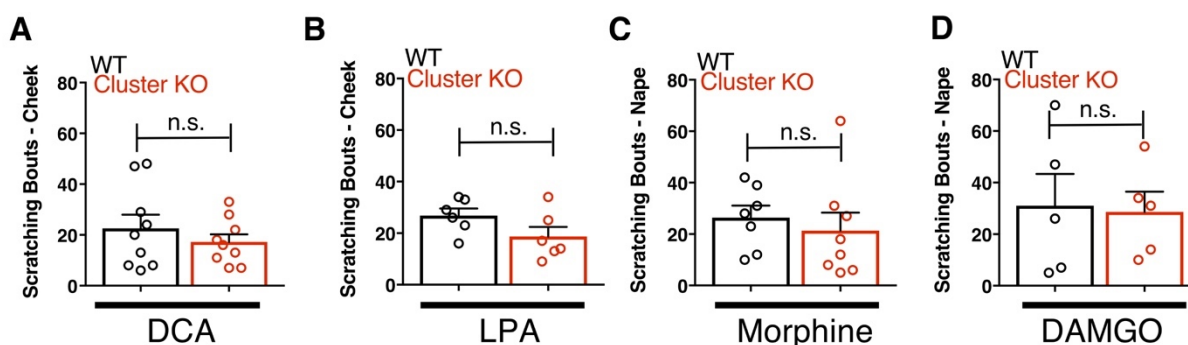 A
Scratching Bouts - Cheek
WT
Cluster KO
80
60
40
20
0
n.s.
DCA
B
Scratching Bouts - Cheek
WT
Cluster KO
80
60
40
20
0
n.s.
LPA
C
Scratching Bouts - Nape
WT
Cluster KO
80
60
40
20
0
n.s.
Morphine
D
Scratching Bouts - Nape
WT
Cluster KO
80
60
40
20
0
n.s.
DAMGO